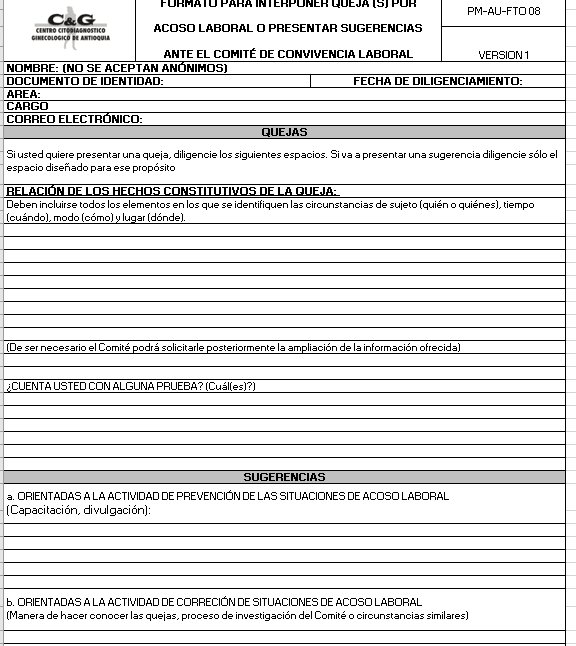 FORMATO PARA INTERPONER QUEJA (S) POR
PM-AU-FTO 08
C&G
CENTRO CITODIAGNOSTICO
GINECOLOGICO DE ANTIOQUIA
ACOSO LABORAL O PRESENTAR SUGERENCIAS
ANTE EL COMITÉ DE CONVIVENCIA LABORAL
VERSION 1
NOMBRE: (NO SE ACEPTAN ANÓNIMOS)
DOCUMENTO DE IDENTIDAD: FECHA DE DILIGENCIAMIENTO:
AREA:
CARGO
CORREO ELECTRÓNICO:
QUEJAS
Si usted quiere presentar una queja, diligencie los siguientes espacios. Si va a presentar una sugerencia diligencie sólo el
espacio diseñado para ese propósito
RELACIÓN DE LOS HECHOS CONSTITUTIVOS DE LA QUEJA:
Deben incluirse todos los elementos en los que se identifiquen las circunstancias de sujeto (quién o quiénes), tiempo
(cuándo), modo (cómo) y lugar (dónde).
(De ser necesario el Comité podrá solicitarle posteriormente la ampliación de la información ofrecida)
¿CUENTA USTED CON ALGUNA PRUEBA? (Cuál(es)?)
SUGERENCIAS
a. ORIENTADAS A LA ACTIVIDAD DE PREVENCIÓN DE LAS SITUACIONES DE ACOSO LABORAL
(Capacitación, divulgación):
b. ORIENTADAS A LA ACTIVIDAD DE CORRECIÓN DE SITUACIONES DE ACOSO LABORAL
(Manera de hacer conocer las quejas, proceso de investigación del Comité o circunstancias similares)